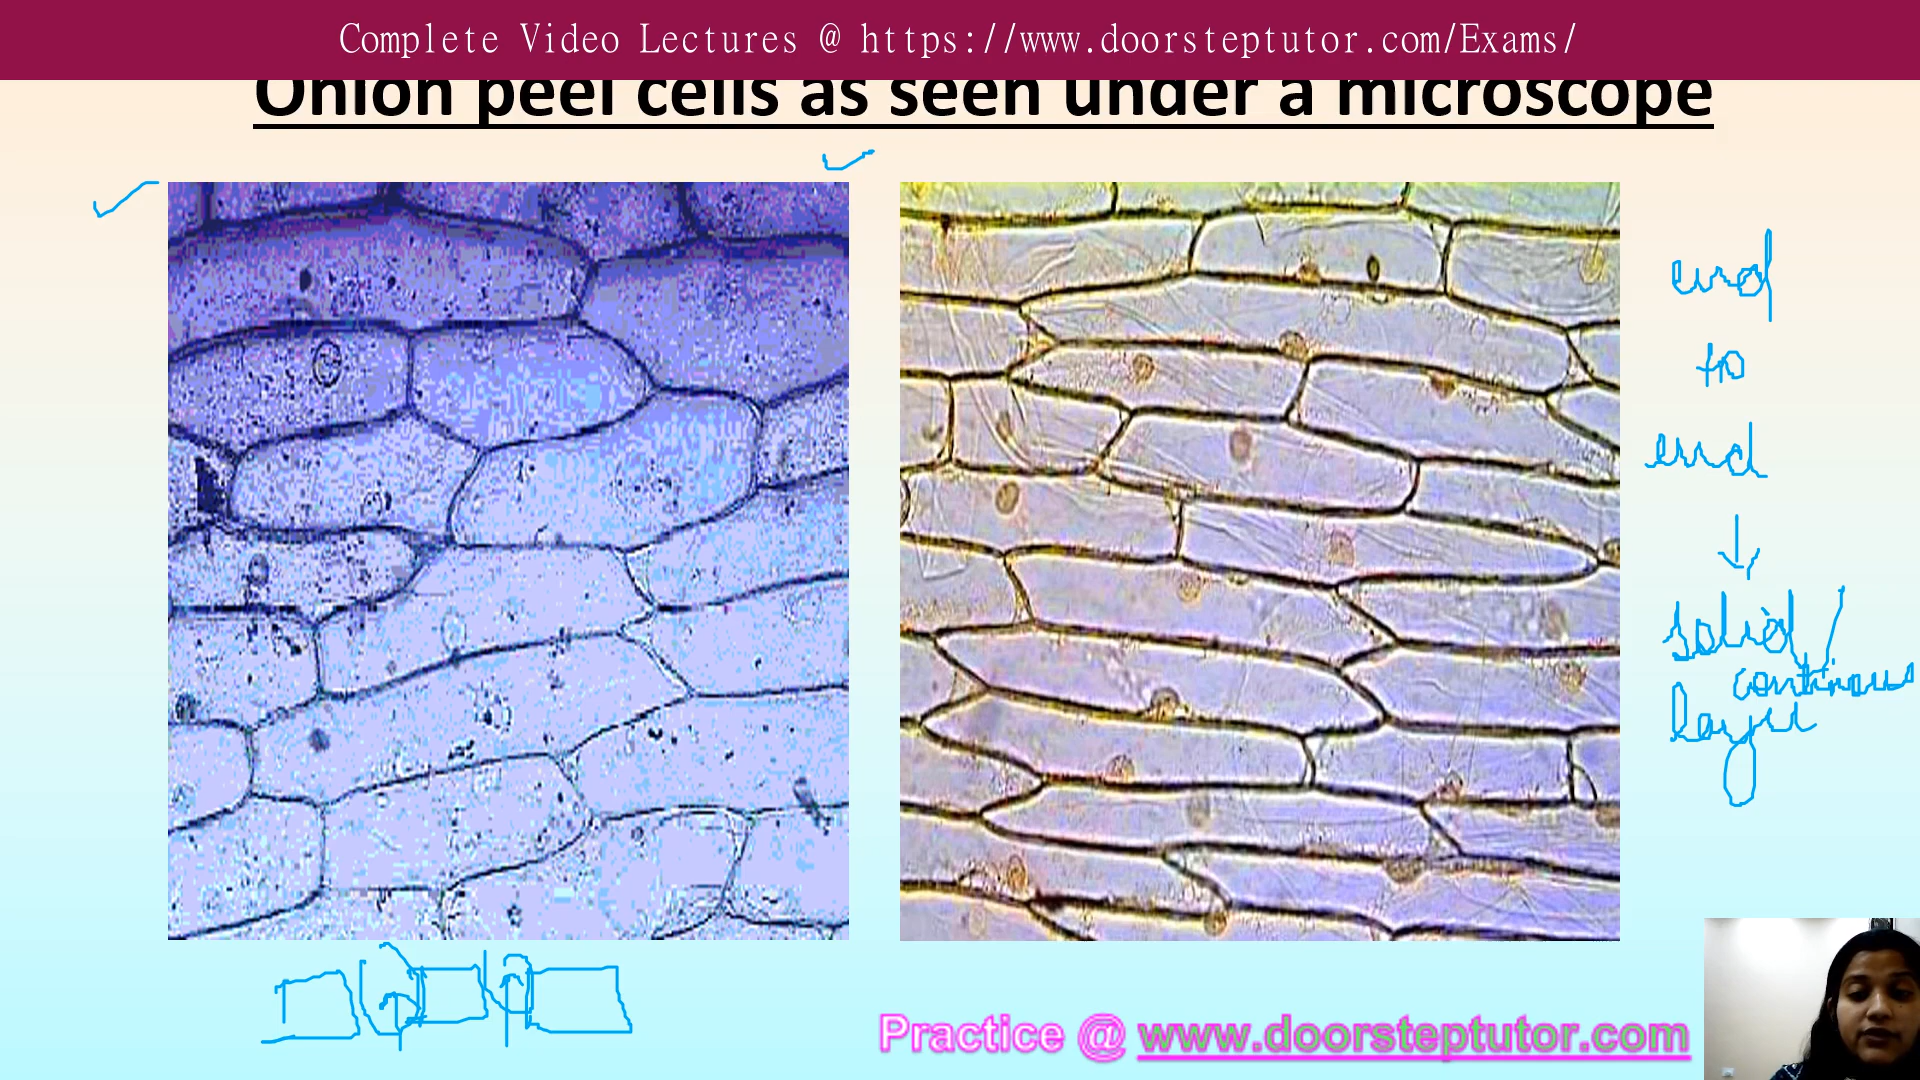 Complete Video Lectures @ https://www.doorsteptutor.com/Exams/
Onion peel cells as seen under a microscope
end
to
end
solid /
continous
layer
Practice @ www.doorsteptutor.com